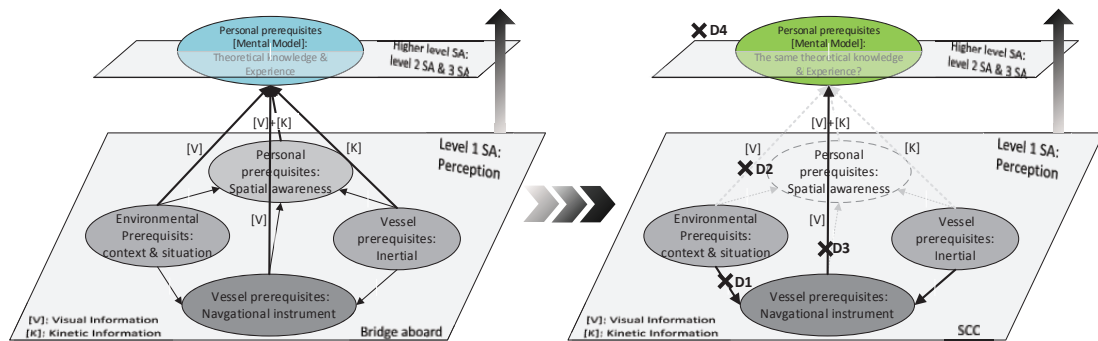 Personal prerequisites
[Mental Model]:
Theoretical knowledge &
Experience
Higher level SA:
level 2 SA & 3 SA
[V]
[V]+[K]
[K]
Level 1 SA:
Perception
Personal
prerequisites:
Spatial awareness
[V]
Environmental
Prerequisits:
context & situation
Vessel
prerequisites:
Inertial
Vessel prerequisites:
Navgational instrument
[V]: Visual Information
[K]: Kinetic Information
Bridge aboard
D4
Personal prerequisites
[Mental Model]:
The same theoretical knowledge
& Experience?
Higher level SA:
level 2 SA & 3 SA
[V]
[V]+[K]
[K]
Level 1 SA:
Perception
D2
Personal
prerequisites:
Spatial awareness
[V]
Environmental
Prerequisits:
context & situation
Vessel
prerequisites:
Inertial
D3
D1
Vessel prerequisites:
Navgational instrument
[V]: Visual Information
[K]: Kinetic Information
SCC